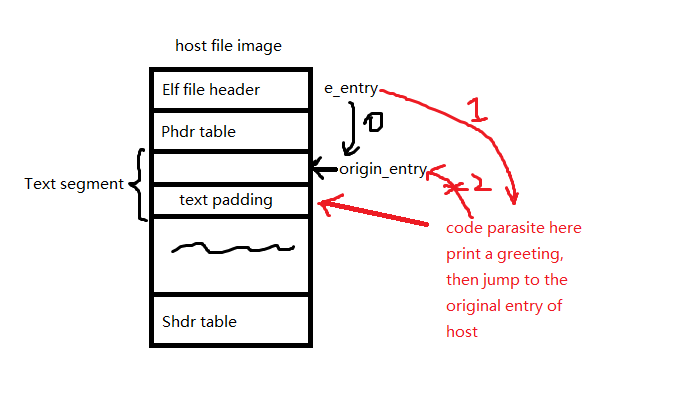 host file image
Elf file header
e_entry
1
0
Phdr table
origin_entry
2
Text segment
text padding
code parasite here
print a greeting,
then jump to the
original entry of
host
Shdr table